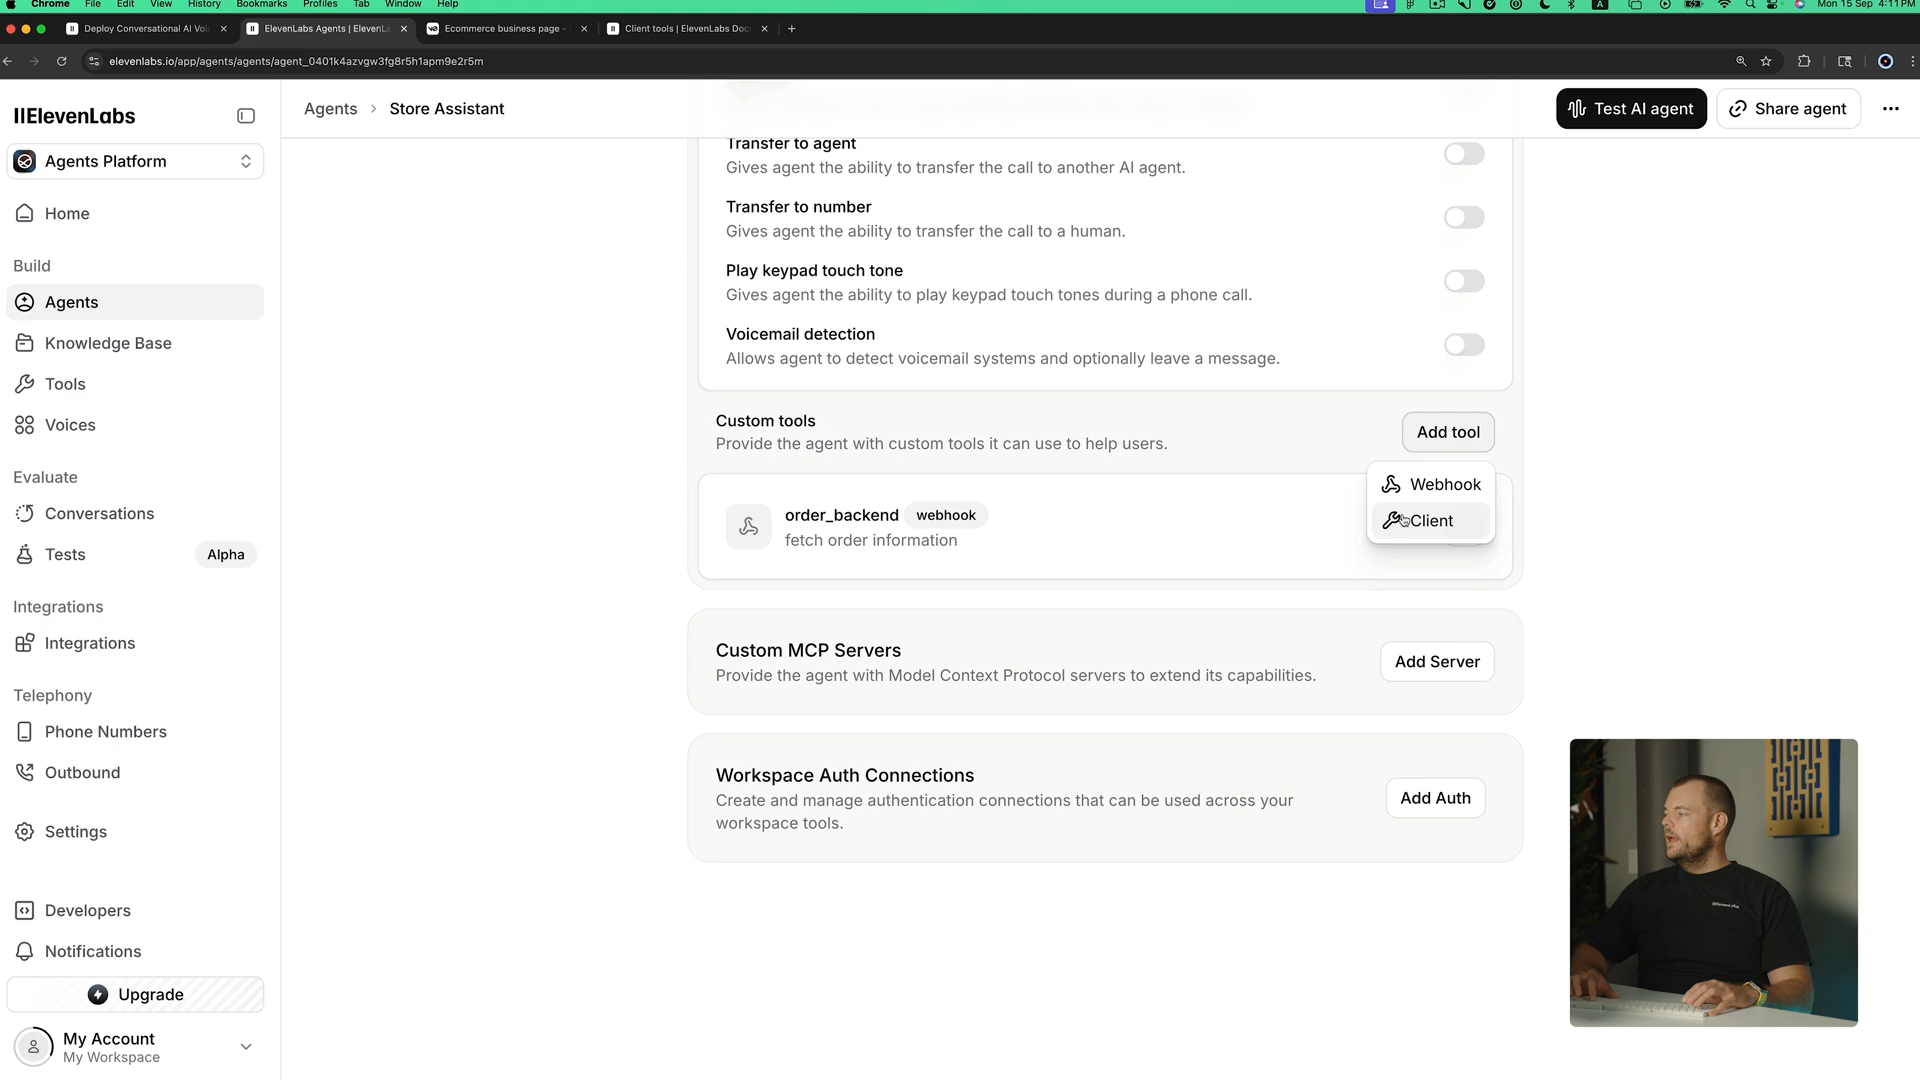 Chrome File Edit View History Bookmarks Profiles Tab Window Help
Mon 15 Sep 4:11 PM
Deploy Conversational AI Voi
ElevenLabs Agents | ElevenLa
Ecommerce business page -
Client tools | ElevenLabs Doc
elevenlabs.io/app/agents/agent_0401k4azvgw3fg8r5h1apm9e2r5m
IIElevenLabs
Agents Platform
Home
Build
Agents
Knowledge Base
Tools
Voices
Evaluate
Conversations
Tests Alpha
Integrations
Integrations
Telephony
Phone Numbers
Outbound
Settings
Developers
Notifications
Upgrade
My Account
My Workspace
Agents > Store Assistant
Test AI agent
Share agent
Transfer to agent
Gives agent the ability to transfer the call to another AI agent.
Transfer to number
Gives agent the ability to transfer the call to a human.
Play keypad touch tone
Gives agent the ability to play keypad touch tones during a phone call.
Voicemail detection
Allows agent to detect voicemail systems and optionally leave a message.
Custom tools
Provide the agent with custom tools it can use to help users.
Add tool
Webhook
Client
order_backend webhook
fetch order information
Custom MCP Servers
Provide the agent with Model Context Protocol servers to extend its capabilities.
Add Server
Workspace Auth Connections
Create and manage authentication connections that can be used across your
workspace tools.
Add Auth
IIElevenLabs